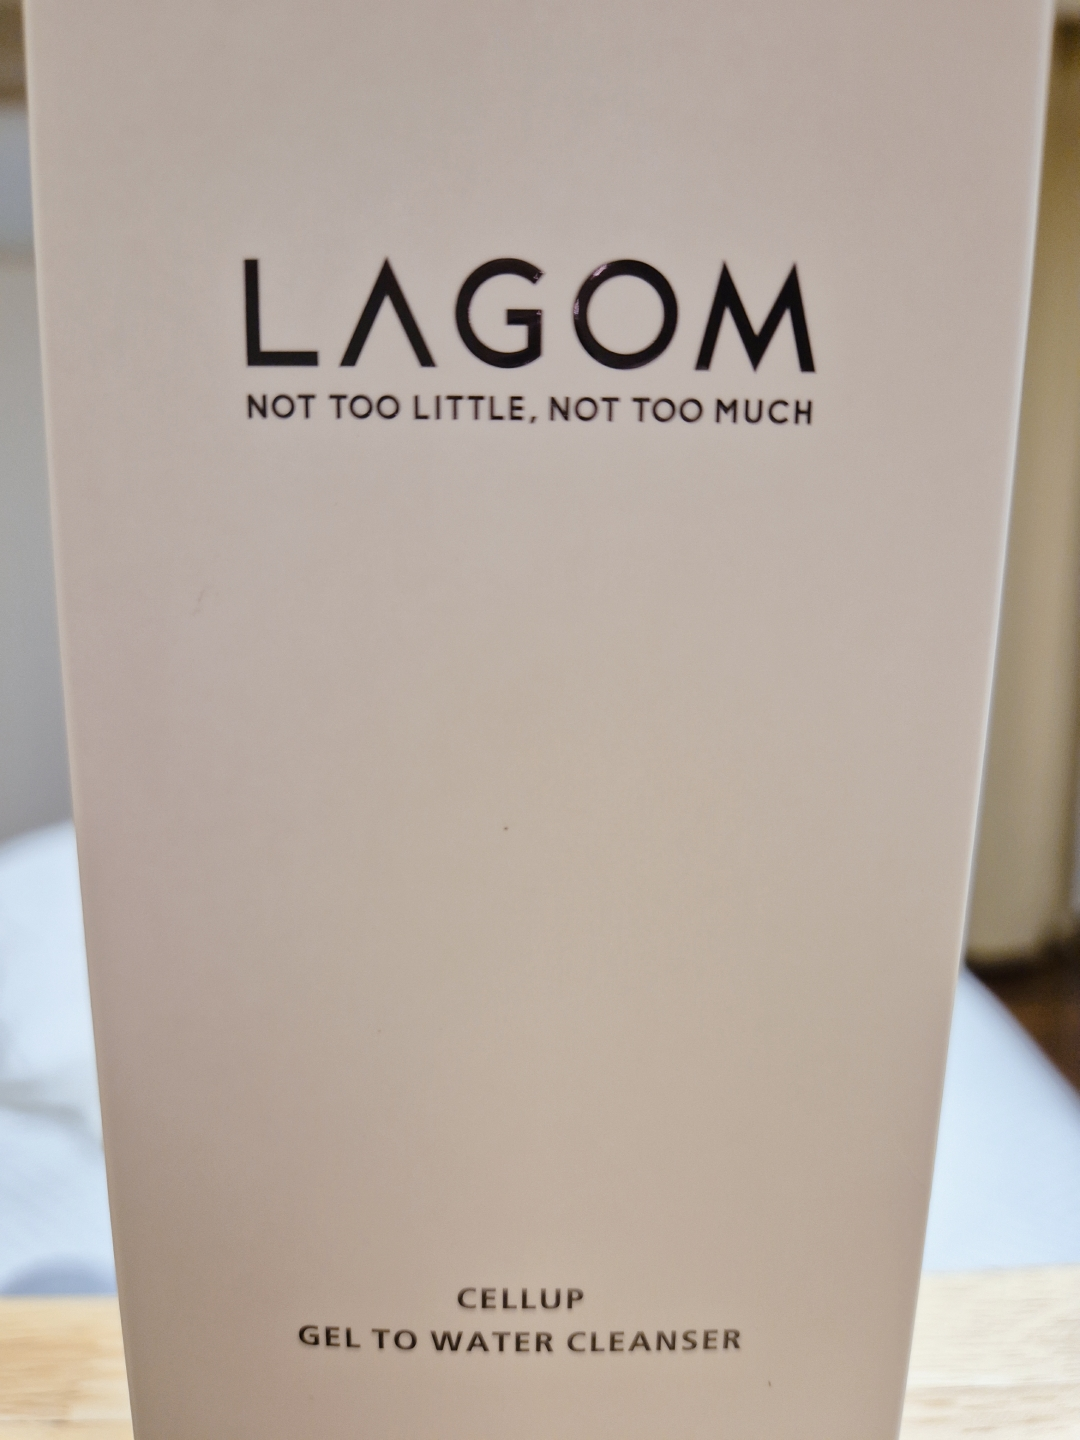 LAGOM
NOT TOO LITTLE, NOT TOO MUCH
CELLUP
GEL TO WATER CLEANSER